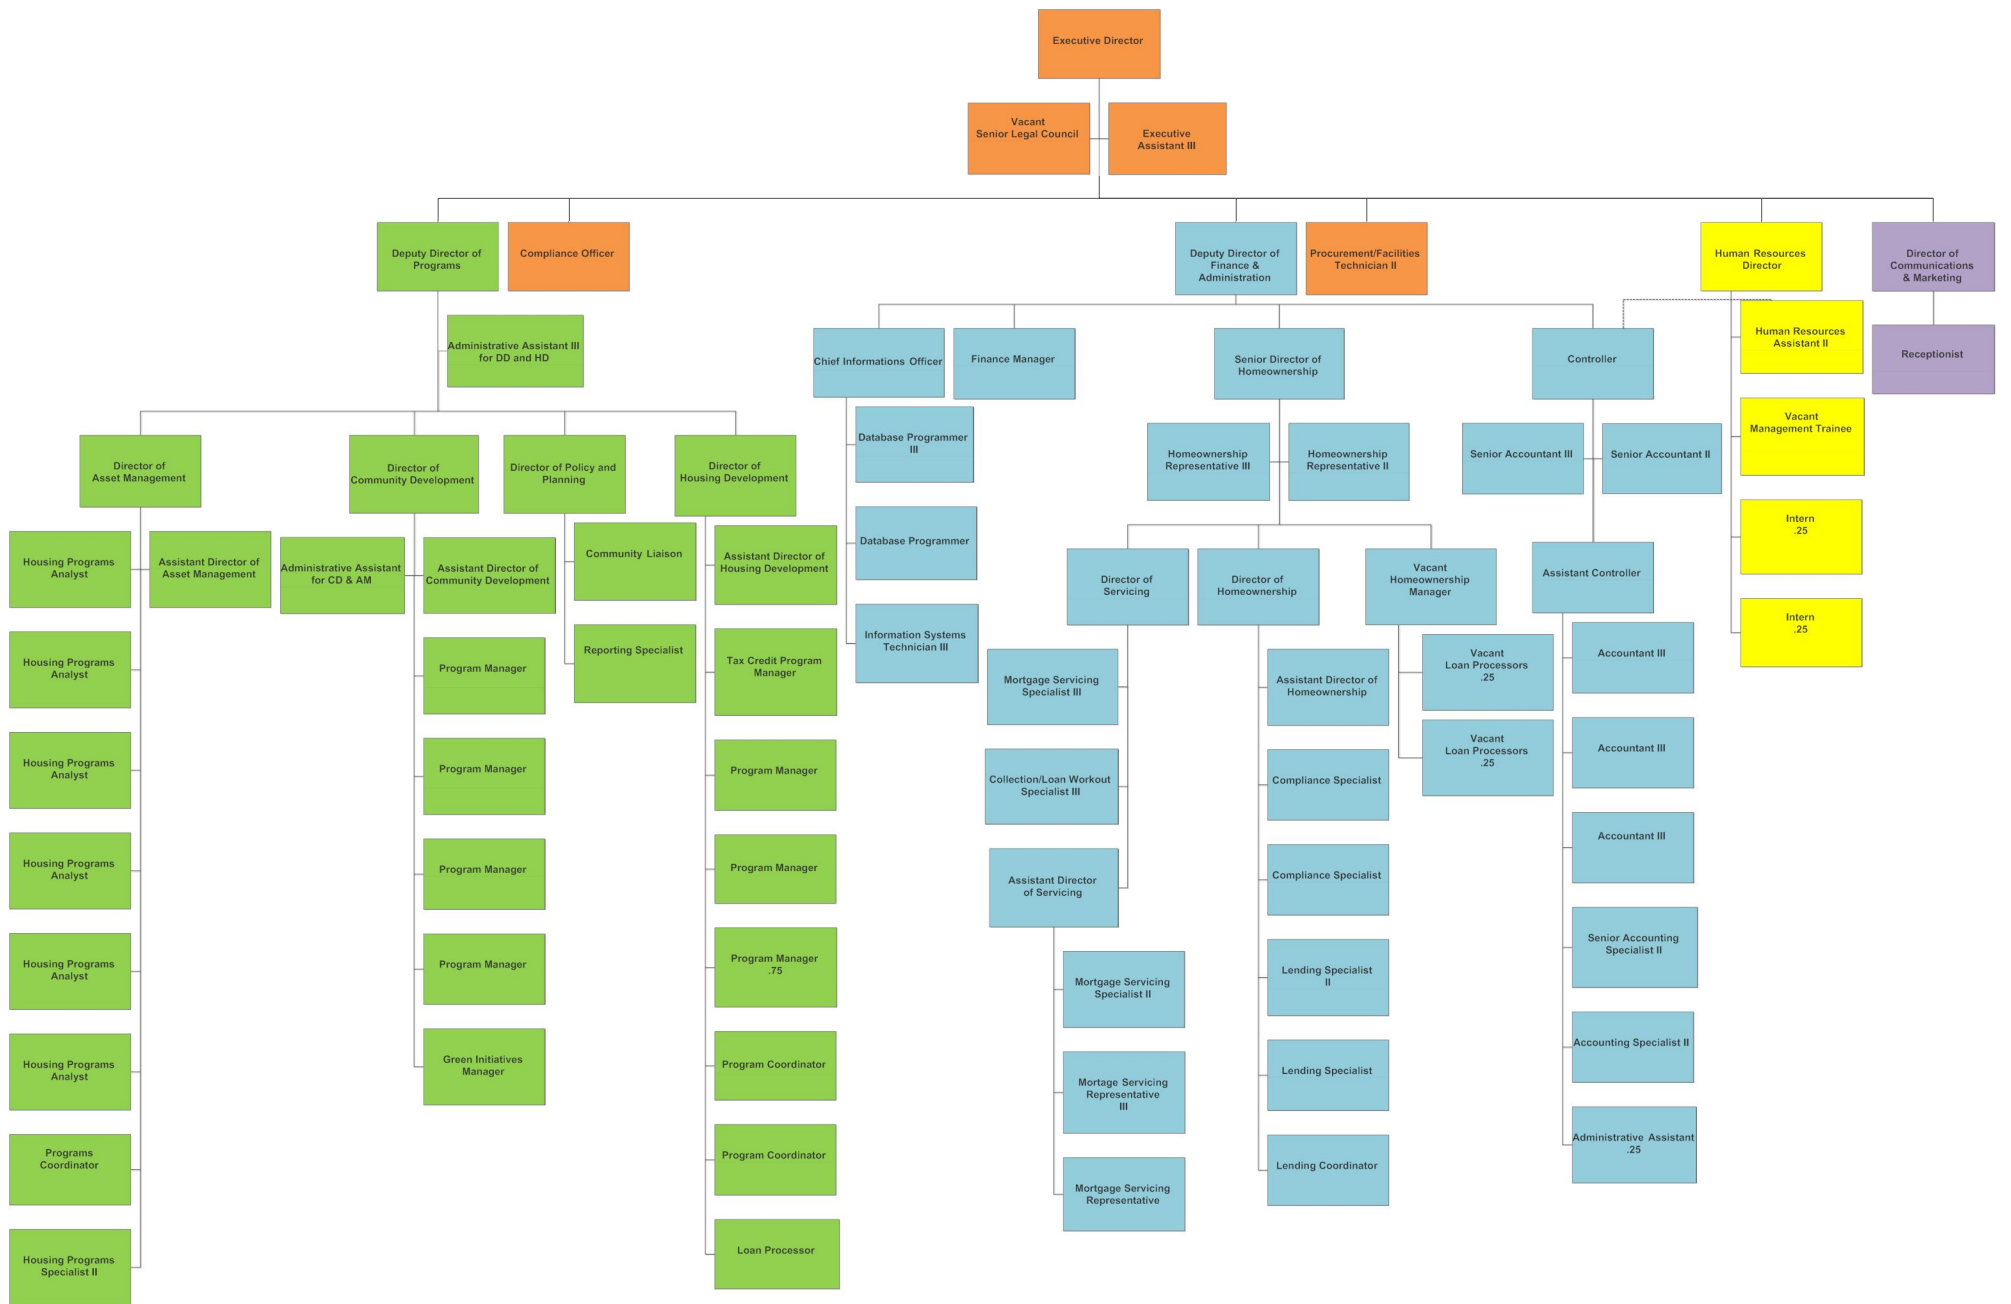 Executive Director
Vacant
Senior Legal Council
Executive
Assistant III
Deputy Director of
Programs
Compliance Officer
Deputy Director of
Finance &
Administration
Procurement/Facilities
Technician II
Human Resources
Director
Director of
Communications
& Marketing
Administrative Assistant III
for DD and HD
Chief Informations Officer
Finance Manager
Senior Director of
Homeownership
Controller
Human Resources
Assistant II
Receptionist
Database Programmer
III
Homeownership
Representative III
Homeownership
Representative II
Senior Accountant III
Senior Accountant II
Vacant
Management Trainee
Director of
Asset Management
Director of
Community Development
Director of Policy and
Planning
Director of
Housing Development
Database Programmer
Intern
.25
Housing Programs
Analyst
Assistant Director of
Asset Management
Administrative Assistant
for CD & AM
Assistant Director of
Community Development
Community Liaison
Assistant Director of
Housing Development
Director of
Servicing
Director of
Homeownership
Vacant
Homeownership
Manager
Assistant Controller
Information Systems
Technician III
Intern
.25
Housing Programs
Analyst
Program Manager
Reporting Specialist
Tax Credit Program
Manager
Mortgage Servicing
Specialist III
Assistant Director of
Homeownership
Vacant
Loan Processors
.25
Accountant III
Housing Programs
Analyst
Program Manager
Program Manager
Collection/Loan Workout
Specialist III
Compliance Specialist
Vacant
Loan Processors
.25
Accountant III
Housing Programs
Analyst
Program Manager
Program Manager
Assistant Director
of Servicing
Compliance Specialist
Accountant III
Housing Programs
Analyst
Program Manager
Program Manager
.75
Mortgage Servicing
Specialist II
Lending Specialist
II
Senior Accounting
Specialist II
Housing Programs
Analyst
Green Initiatives
Manager
Program Coordinator
Mortage Servicing
Representative
III
Lending Specialist
Accounting Specialist II
Programs
Coordinator
Program Coordinator
Mortgage Servicing
Representative
Lending Coordinator
Administrative Assistant
.25
Housing Programs
Specialist II
Loan Processor